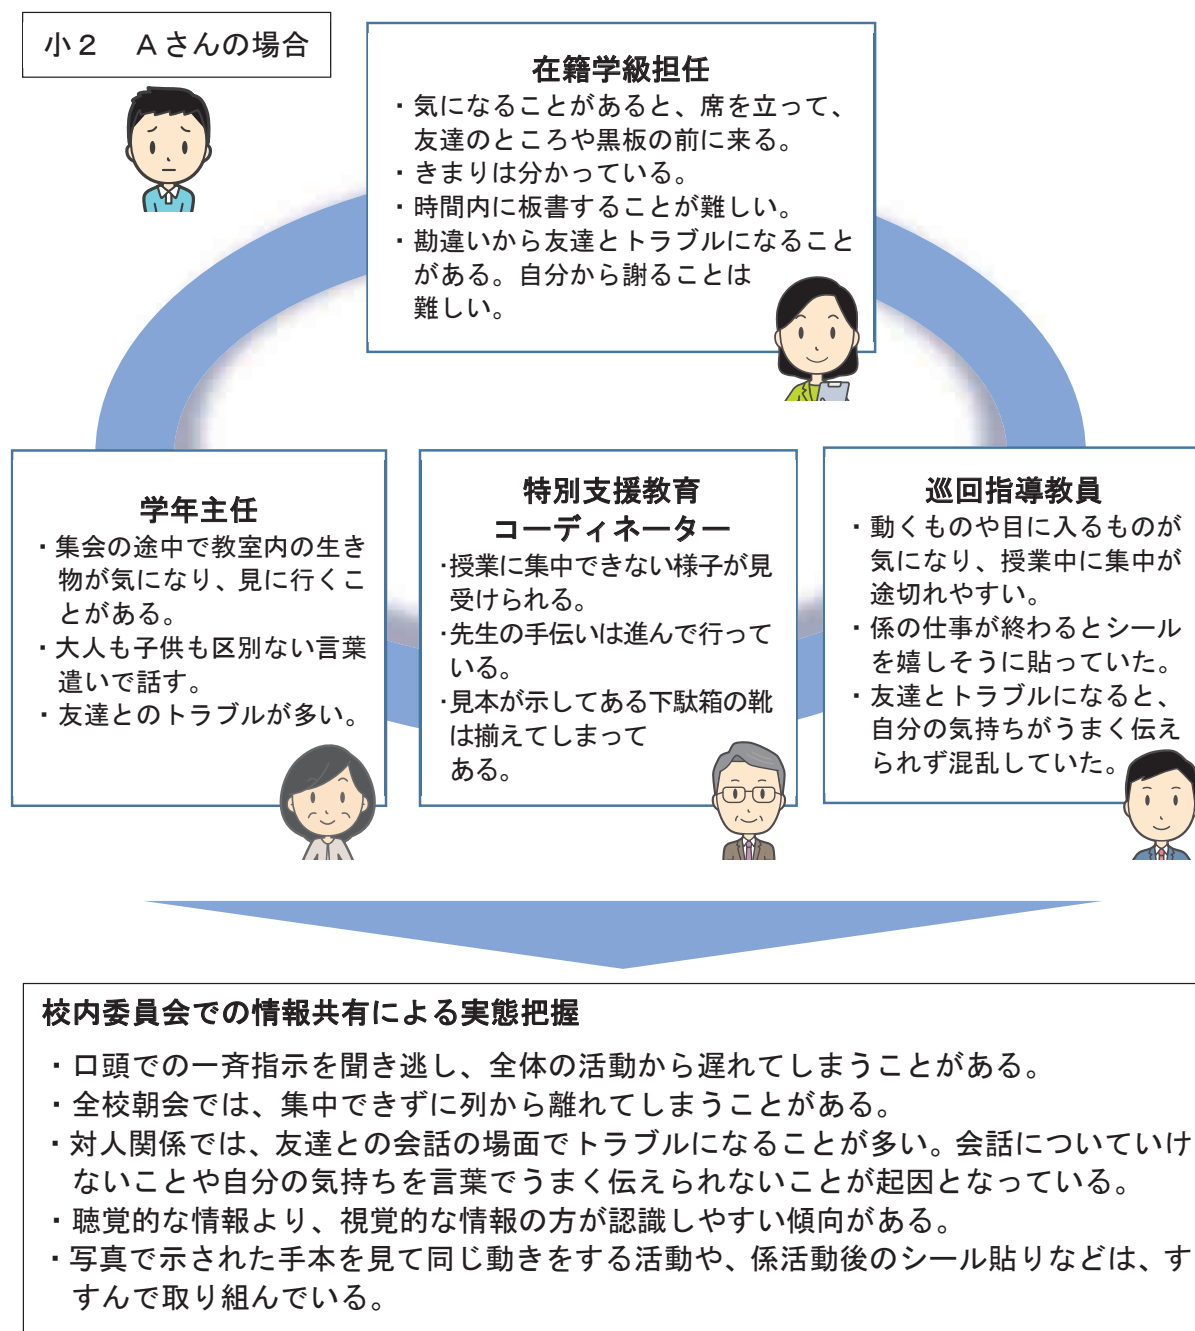 小２　Ａさんの場合
在籍学級担任
・気になることがあると、席を立って、
友達のところや黒板の前に来る。
・きまりは分かっている。
・時間内に板書することが難しい。
・勘違いから友達とトラブルになること
がある。自分から謝ることは
難しい。
学年主任
・集会の途中で教室内の生き
物が気になり、見に行くこ
とがある。
・大人も子供も区別ない言葉
遣いで話す。
・友達とのトラブルが多い。
特別支援教育
コーディネーター
・授業に集中できない様子が見
受けられる。
・先生の手伝いは進んで行って
いる。
・見本が示してある下駄箱の靴
は揃えてしまって
ある。
巡回指導教員
・動くものや目に入るものが
気になり、授業中に集中が
途切れやすい。
・係の仕事が終わるとシール
を嬉しそうに貼っていた。
・友達とトラブルになると、
自分の気持ちがうまく伝え
られず混乱していた。
校内委員会での情報共有による実態把握
・口頭での一斉指示を聞き逃し、全体の活動から遅れてしまうことがある。
・全校朝会では、集中できずに列から離れてしまうことがある。
・対人関係では、友達との会話の場面でトラブルになることが多い。会話についていけ
ないことや自分の気持ちを言葉でうまく伝えられないことが起因となっている。
・聴覚的な情報より、視覚的な情報の方が認識しやすい傾向がある。
・写真で示された手本を見て同じ動きをする活動や、係活動後のシール貼りなどは、す
すんで取り組んでいる。